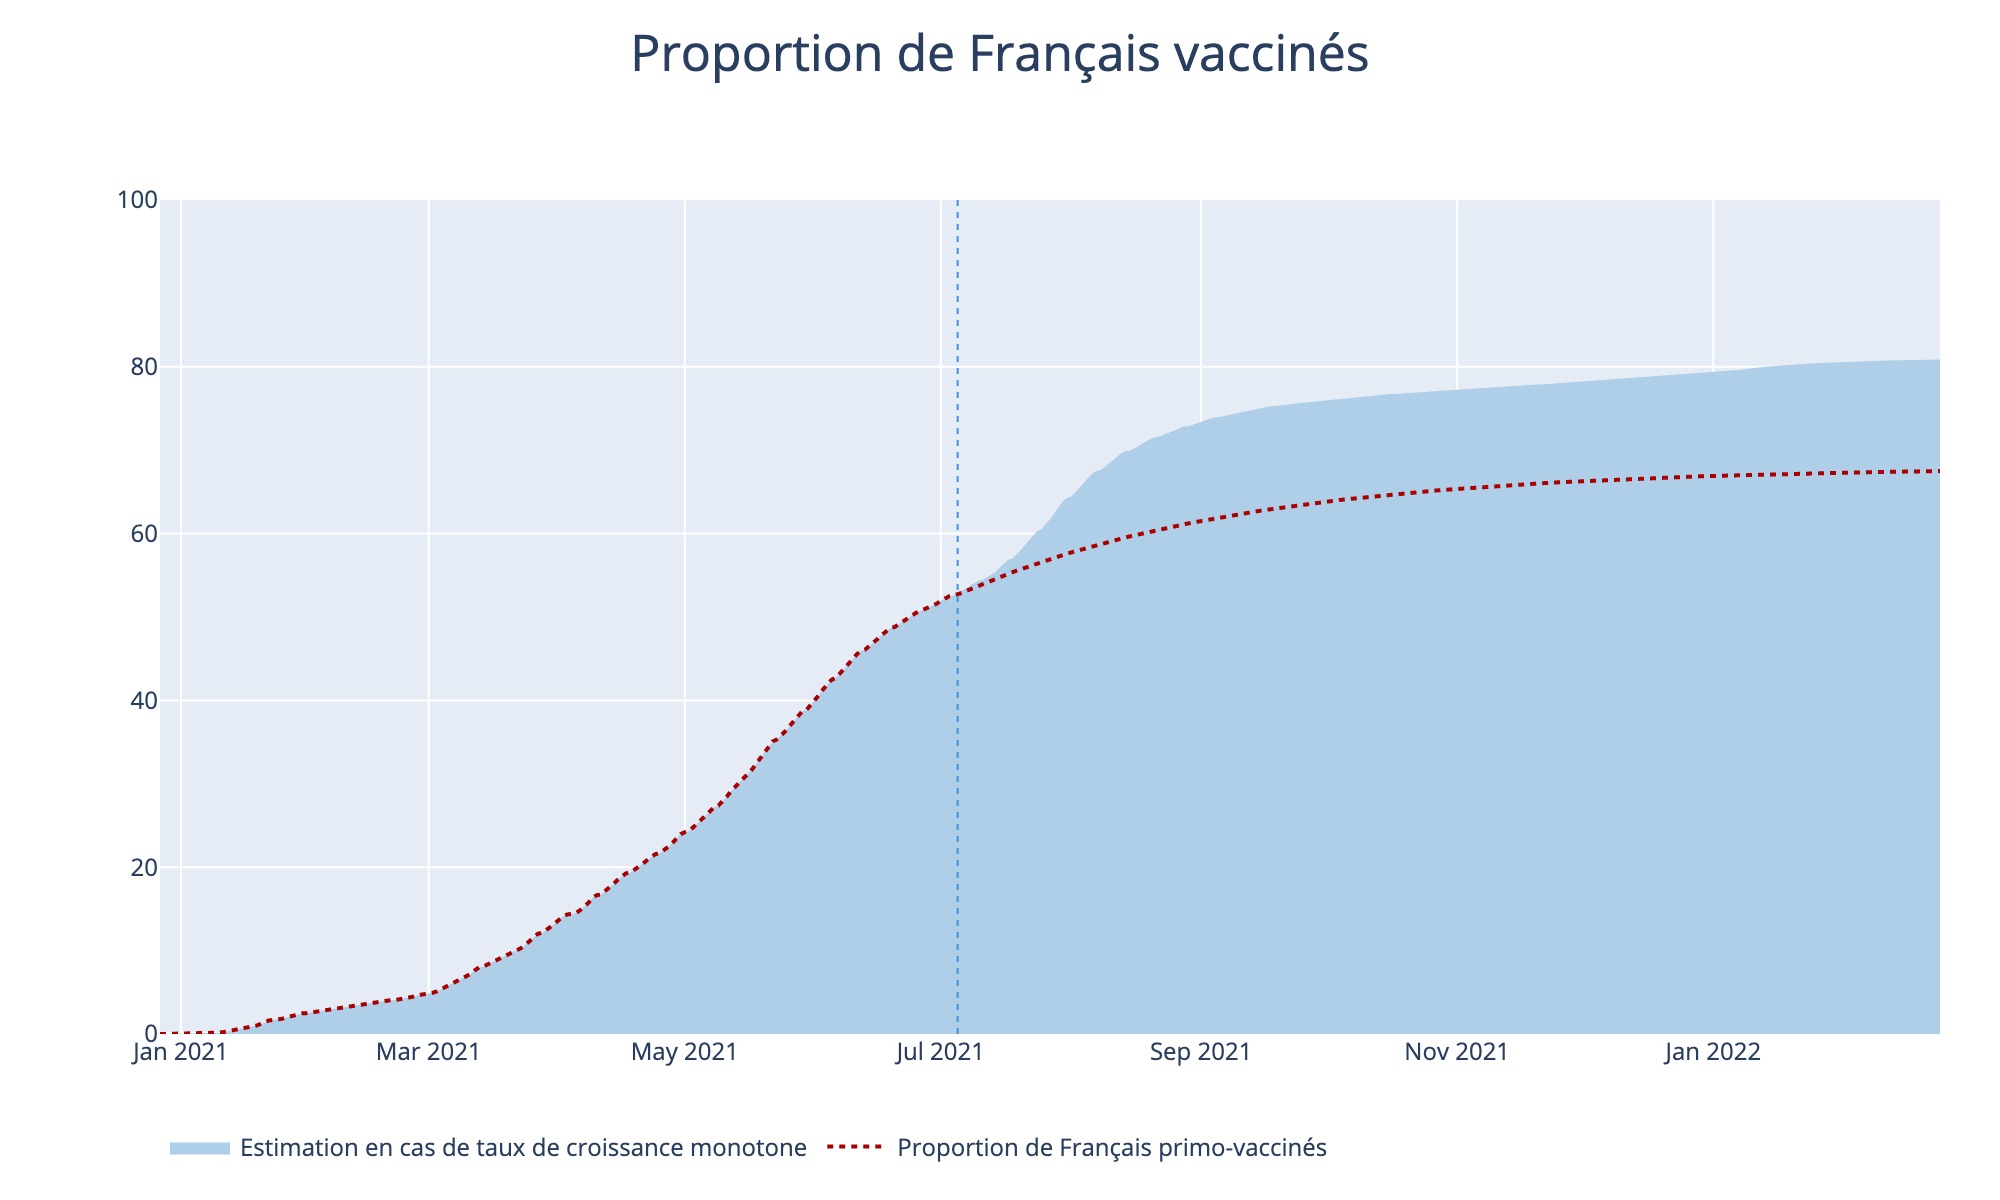 Proportion de Français vaccinés
100
80
60
40
20
0
Jan 2021 Mar 2021 May 2021 Jul 2021 Sep 2021 Nov 2021 Jan 2022
Estimation en cas de taux de croissance monotone Proportion de Français primo-vaccinés